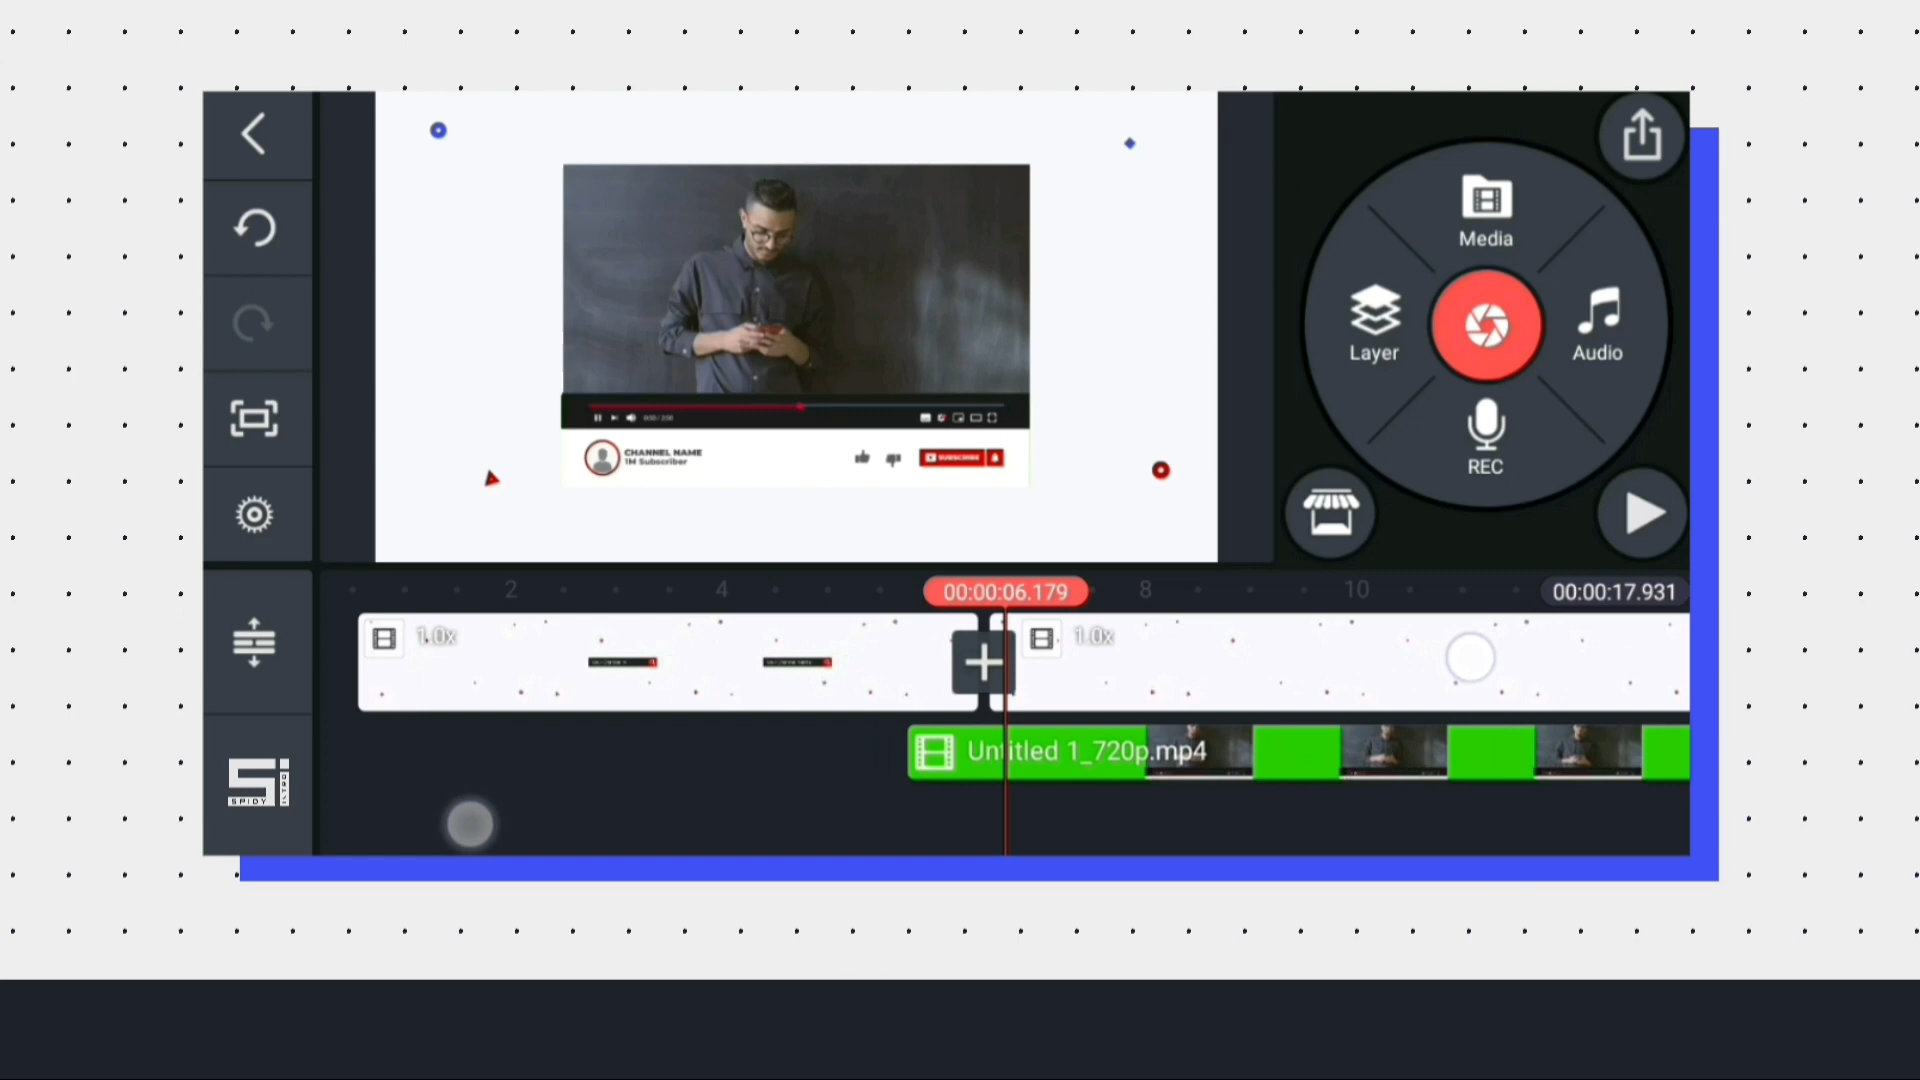 Media
Layer
Audio
REC
CHANNEL NAME
1M Subscriber
SUBSCRIBE
2
4
00:00:06.179
8
10
00:00:17.931
1.0x
1.0x
Untitled 1_720p.mp4
SPIDY